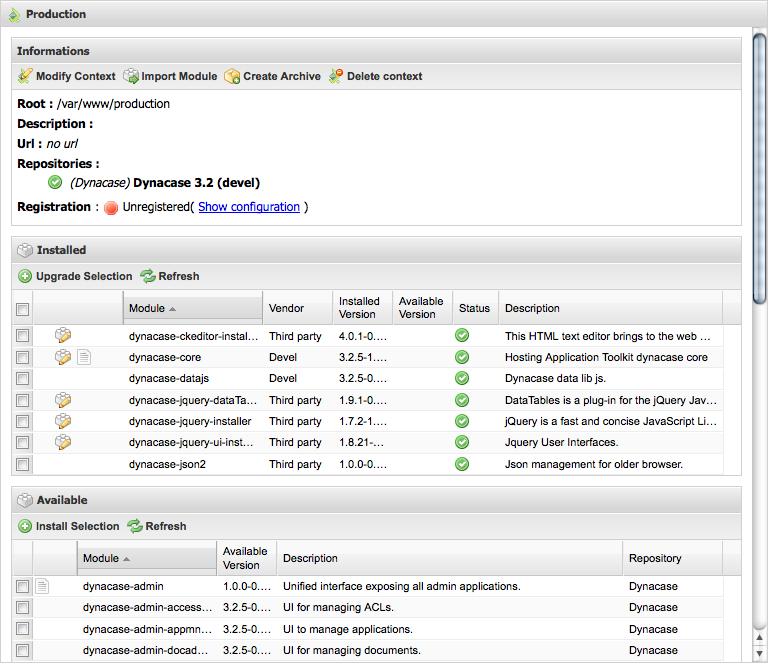 Production
Informations
Modify Context Import Module Create Archive Delete context
Root : /var/www/production
Description :
Url : no url
Repositories :
(Dynacase) Dynacase 3.2 (devel)
Registration : Unregistered( Show configuration )
Installed
Upgrade Selection Refresh
Module Vendor Installed Version Available Version Status Description
dynacase-ckeditor-instal... Third party 4.0.1-0.... This HTML text editor brings to the web ...
dynacase-core Devel 3.2.5-1.... Hosting Application Toolkit dynacase core
dynacase-datajs Devel 3.2.5-0.... Dynacase data lib js.
dynacase-jquery-dataTa... Third party 1.9.1-0.... DataTables is a plug-in for the jQuery Jav...
dynacase-jquery-installer Third party 1.7.2-1.... jQuery is a fast and concise JavaScript Li...
dynacase-jquery-ui-inst... Third party 1.8.21-... Jquery User Interfaces.
dynacase-json2 Third party 1.0.0-0.... Json management for older browser.
Available
Install Selection Refresh
Module Available Version Description Repository
dynacase-admin 1.0.0-0.... Unified interface exposing all admin applications. Dynacase
dynacase-admin-access... 3.2.5-0.... UI for managing ACLs. Dynacase
dynacase-admin-appmn... 3.2.5-0.... UI to manage applications. Dynacase
dynacase-admin-docad... 3.2.5-0.... UI for managing documents. Dynacase